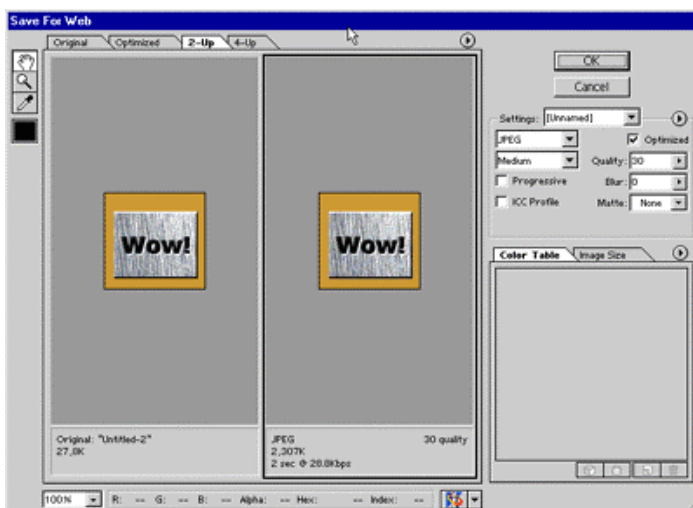 Save For Web
Original Optimized 2-Up 4-Up
OK
Cancel
Settings: [Unnamed]
JPEG Optimized
Medium Quality: 30
Progressive Blur: 0
ICC Profile Matte: None
Color Table Image Size
Wow! Wow!
Original: "Untitled-2"
27,8K
JPEG 30 quality
2,307K
2 sec @ 28.8Kbps
100% R: -- G: -- B: -- Alpha: -- Hex: -- Index: --